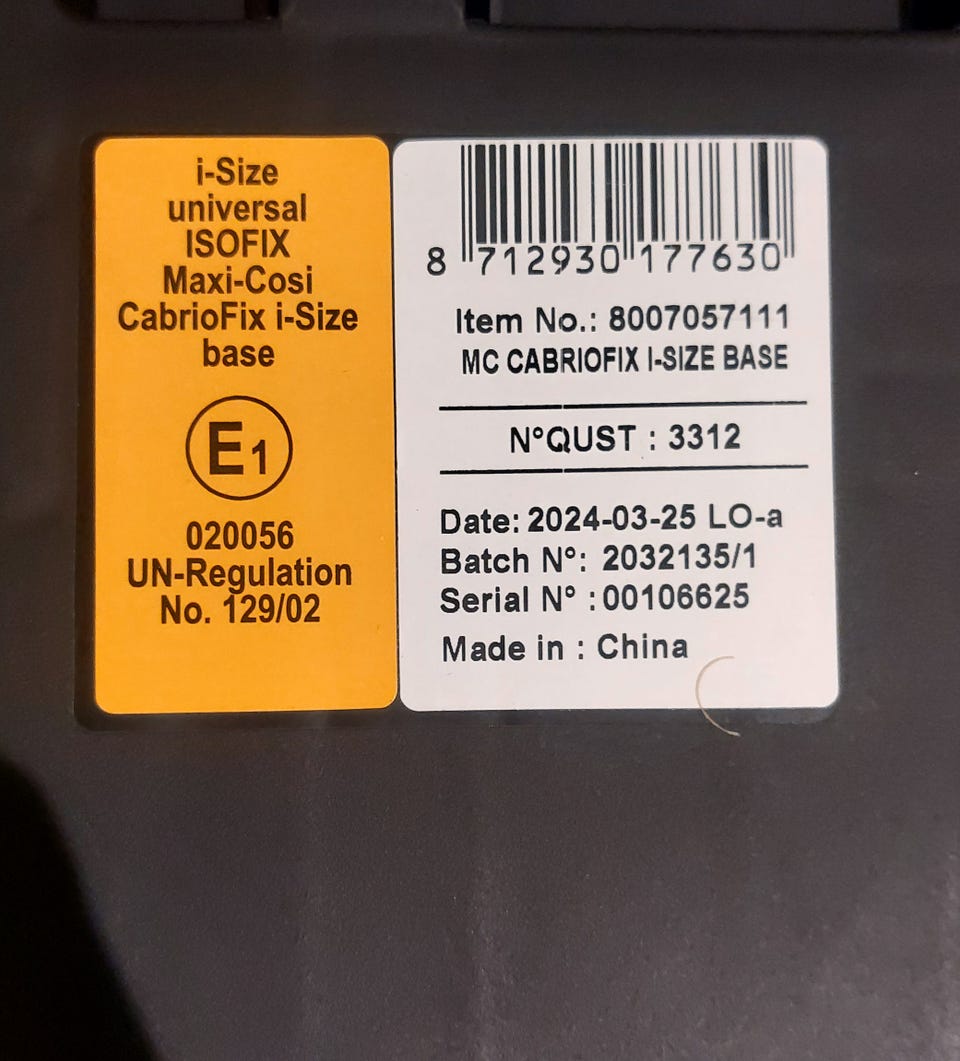 i-Size
universal
ISOFIX
Maxi-Cosi
CabrioFix i-Size
base
E1
020056
UN-Regulation
No. 129/02
8 712930 177630
Item No.: 8007057111
MC CABRIOFIX I-SIZE BASE
N°QUST : 3312
Date: 2024-03-25 LO-a
Batch N°: 2032135/1
Serial N° :00106625
Made in : China